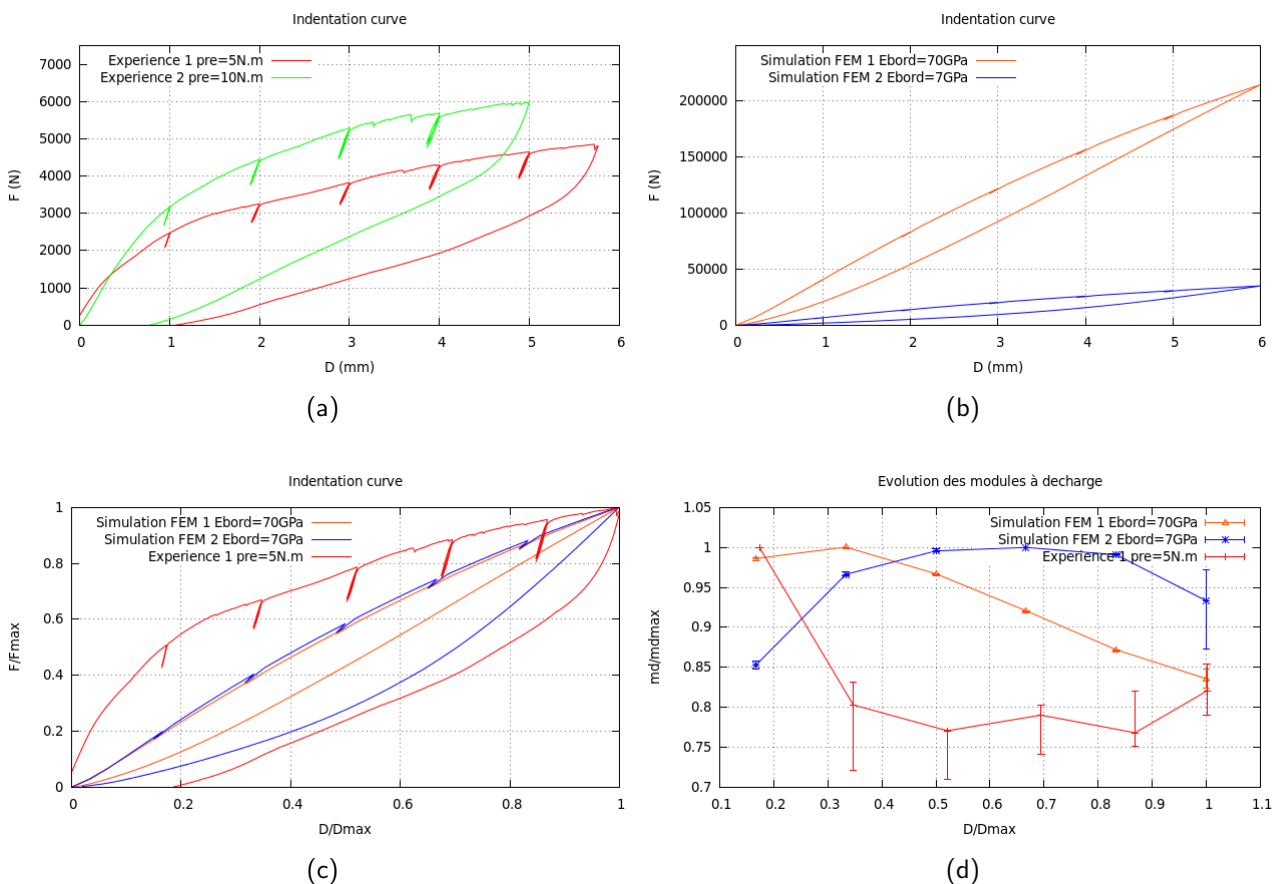 Indentation curve
Experience 1 pre=5N.m
Experience 2 pre=10N.m
F (N)
7000
6000
5000
4000
3000
2000
1000
0
0 1 2 3 4 5 6
D (mm)
(a)
Indentation curve
Simulation FEM 1 Ebord=70GPa
Simulation FEM 2 Ebord=7GPa
F (N)
200000
150000
100000
50000
0
0 1 2 3 4 5 6
D (mm)
(b)
Indentation curve
Simulation FEM 1 Ebord=70GPa
Simulation FEM 2 Ebord=7GPa
Experience 1 pre=5N.m
F/Fmax
1
0.8
0.6
0.4
0.2
0
0 0.2 0.4 0.6 0.8 1
D/Dmax
(c)
Evolution des modules à decharge
Simulation FEM 1 Ebord=70GPa
Simulation FEM 2 Ebord=7GPa
Experience 1 pre=5N.m
md/mdmax
1.05
1
0.95
0.9
0.85
0.8
0.75
0.7
0.1 0.2 0.3 0.4 0.5 0.6 0.7 0.8 0.9 1 1.1
D/Dmax
(d)